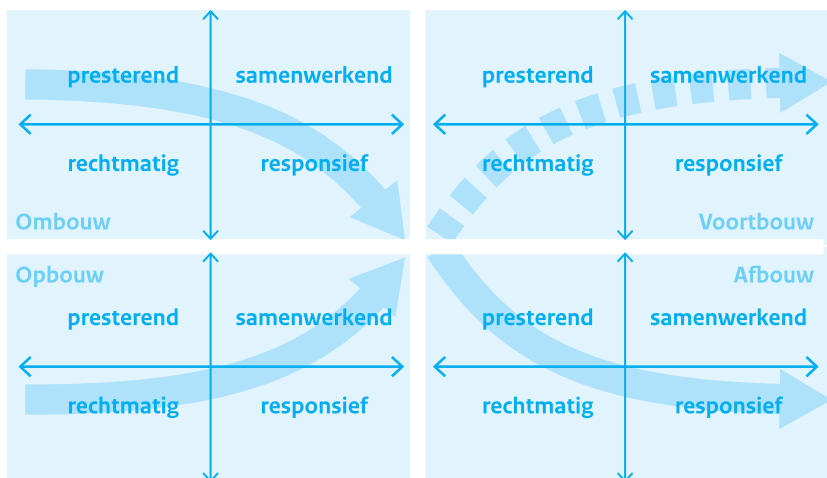 presterend samenwerkend
rechtmatig responsief
Ombouw
presterend samenwerkend
rechtmatig responsief
Voortbouw
Opbouw
presterend samenwerkend
rechtmatig responsief
Afbouw
presterend samenwerkend
rechtmatig responsief